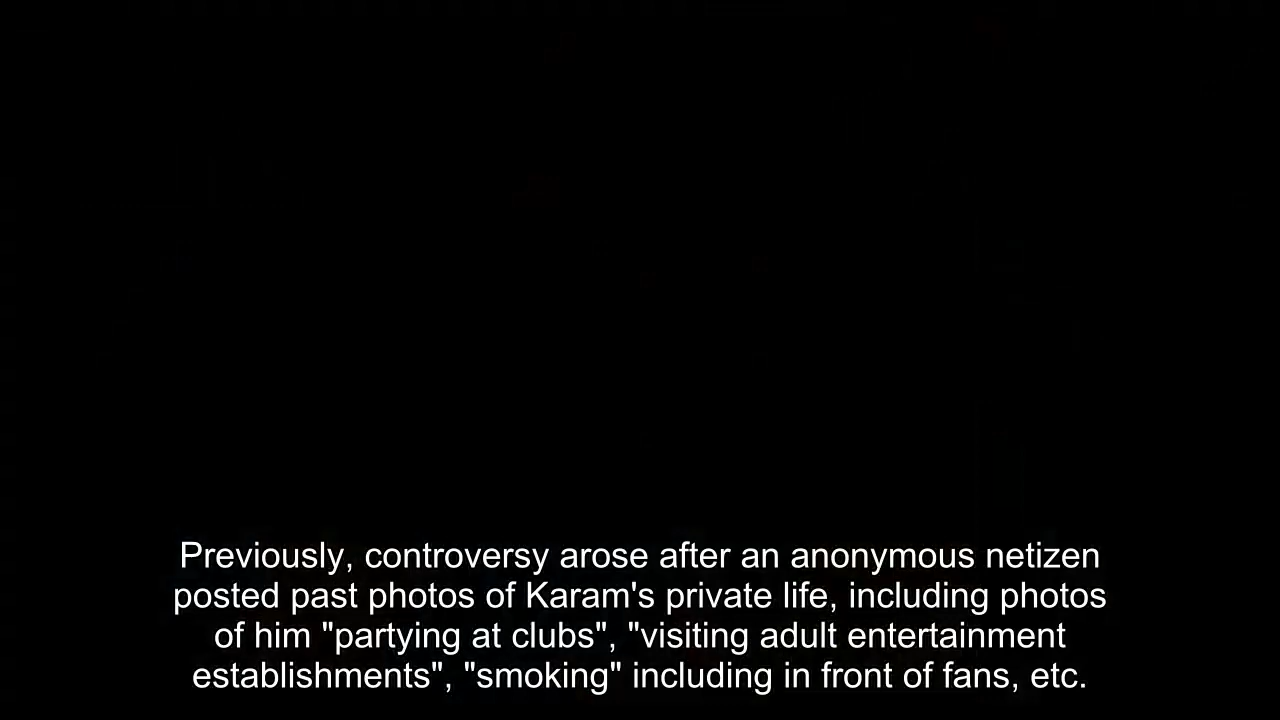 Previously, controversy arose after an anonymous netizen
posted past photos of Karam's private life, including photos
of him "partying at clubs", "visiting adult entertainment
establishments", "smoking" including in front of fans, etc.